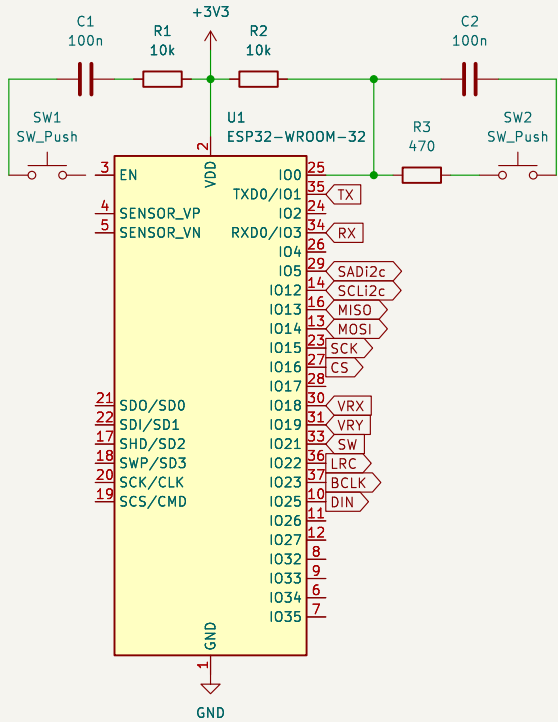 +3V3
C1
100n
R1
10k
R2
10k
C2
100n
SW1
SW_Push
U1
ESP32-WROOM-32
R3
470
SW2
SW_Push
2
VDD
3 EN
IO0 25
TXD0/IO1 35 TX
4 SENSOR_VP
IO2 24
5 SENSOR_VN
RXD0/IO3 34 RX
IO4 26
IO5 29 SADi2c
IO12 14 SCLi2c
IO13 16 MISO
IO14 13 MOSI
IO15 23 SCK
IO16 27 CS
IO17 28
21 SDO/SD0
IO18 30 VRX
22 SDI/SD1
IO19 31 VRY
17 SHD/SD2
IO21 33 SW
18 SWP/SD3
IO22 36 LRC
20 SCK/CLK
IO23 37 BCLK
19 SCS/CMD
IO25 10 DIN
IO26 11
IO27 12
IO32 8
IO33 9
IO34 6
IO35 7
GND
1
GND